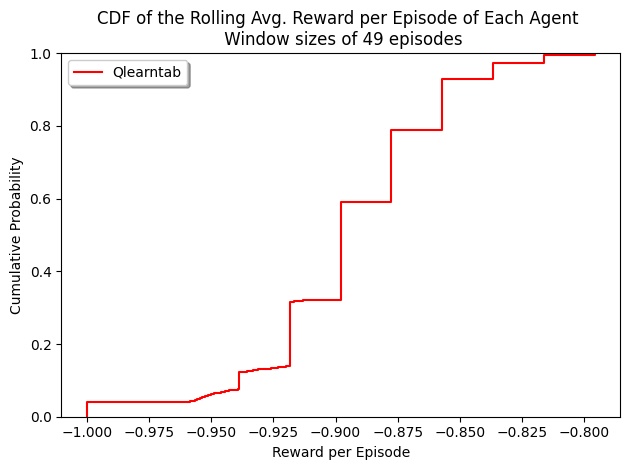 CDF of the Rolling Avg. Reward per Episode of Each Agent
Window sizes of 49 episodes
Qlearntab
Cumulative Probability
1.0
0.8
0.6
0.4
0.2
0.0
−1.000 −0.975 −0.950 −0.925 −0.900 −0.875 −0.850 −0.825 −0.800
Reward per Episode